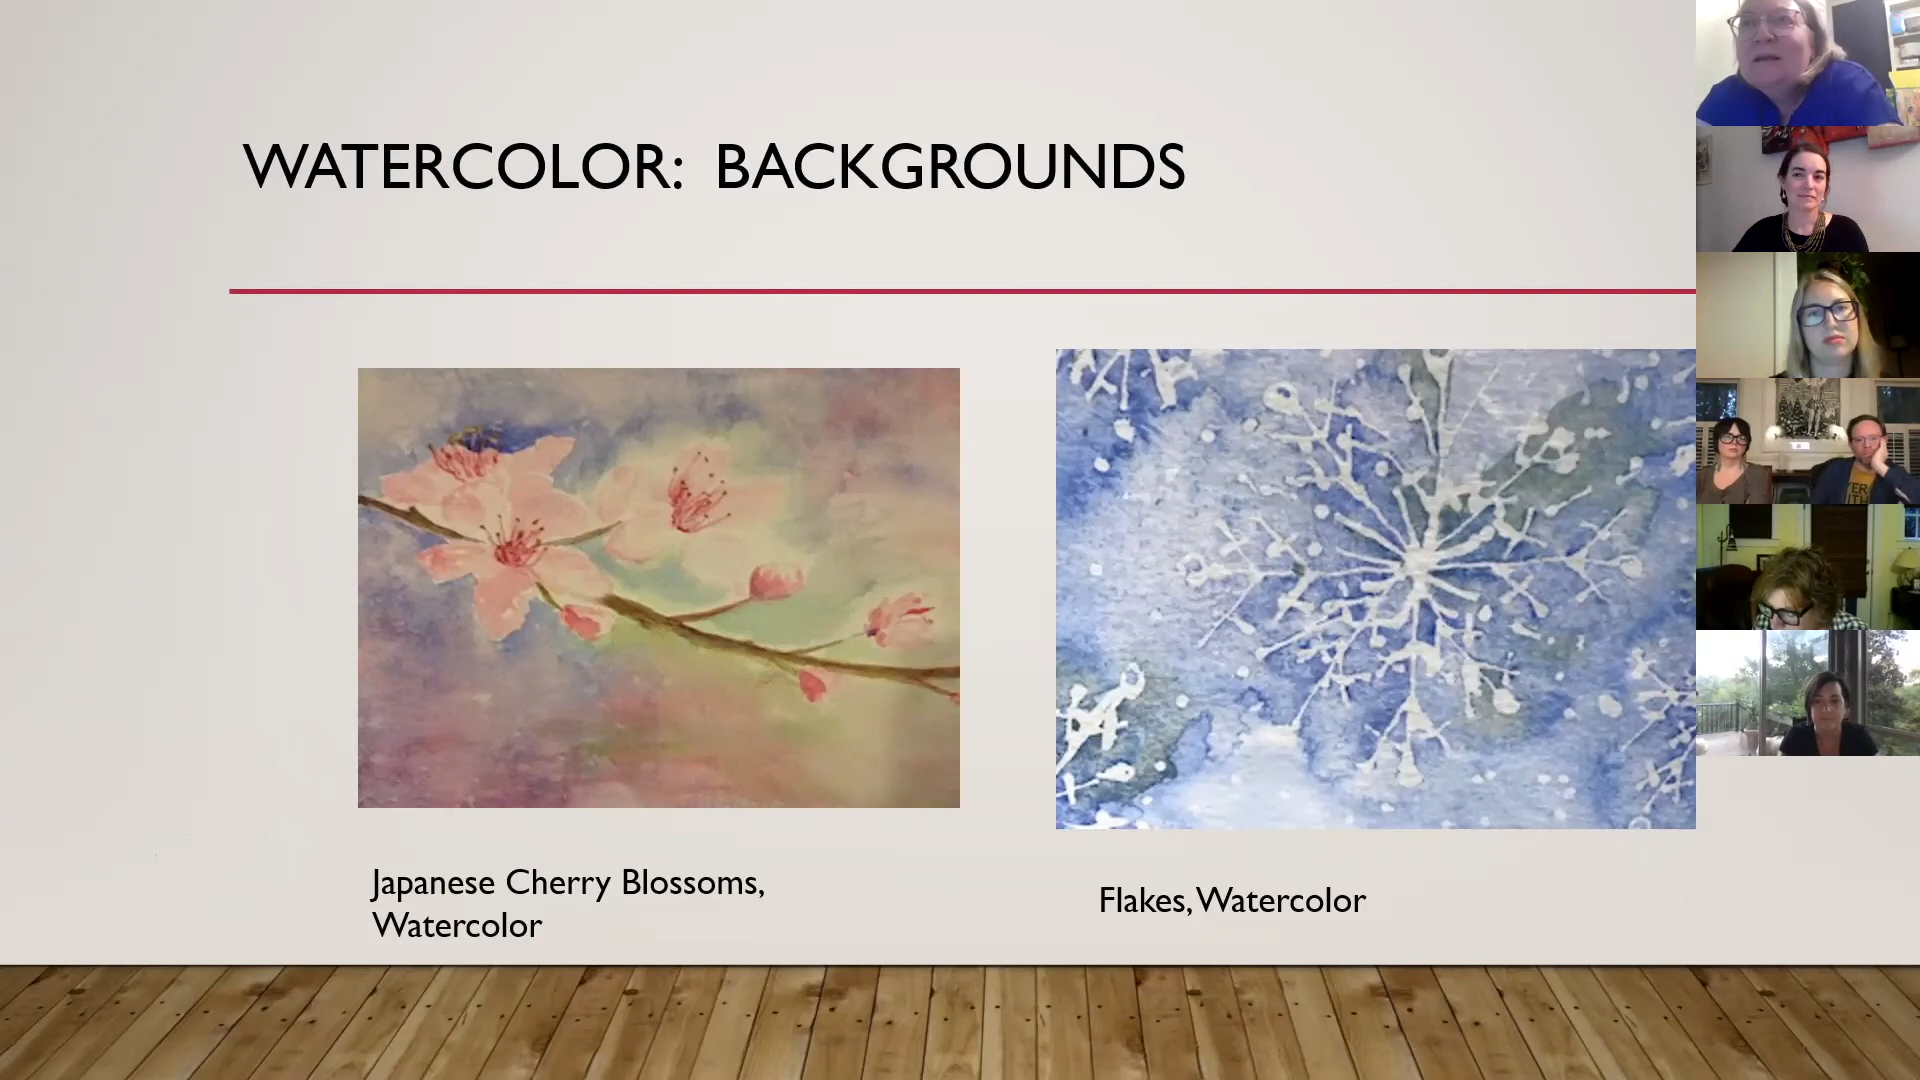 WATERCOLOR: BACKGROUNDS
Japanese Cherry Blossoms,
Watercolor
Flakes, Watercolor